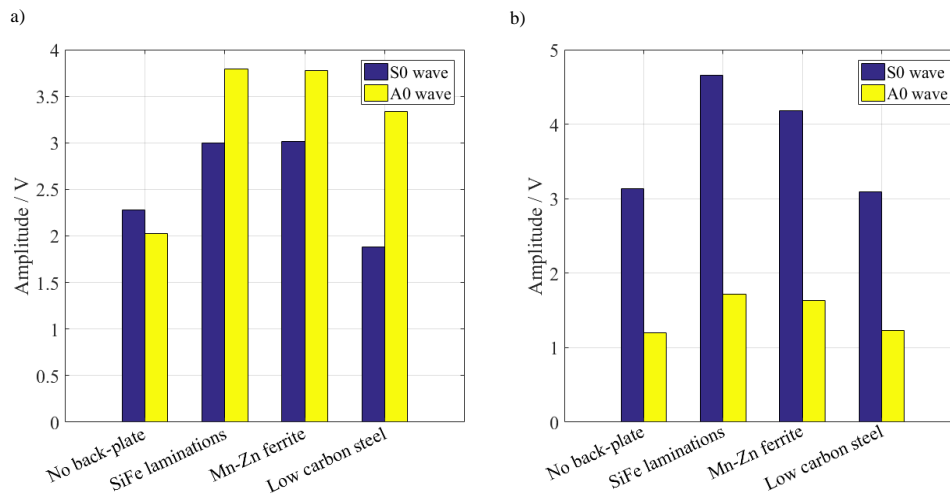 a)
Amplitude / V
4
3.5
3
2.5
2
1.5
1
0.5
0
S0 wave
A0 wave
No back-plate
SiFe laminations
Mn-Zn ferrite
Low carbon steel
b)
Amplitude / V
5
4
3
2
1
0
S0 wave
A0 wave
No back-plate
SiFe laminations
Mn-Zn ferrite
Low carbon steel